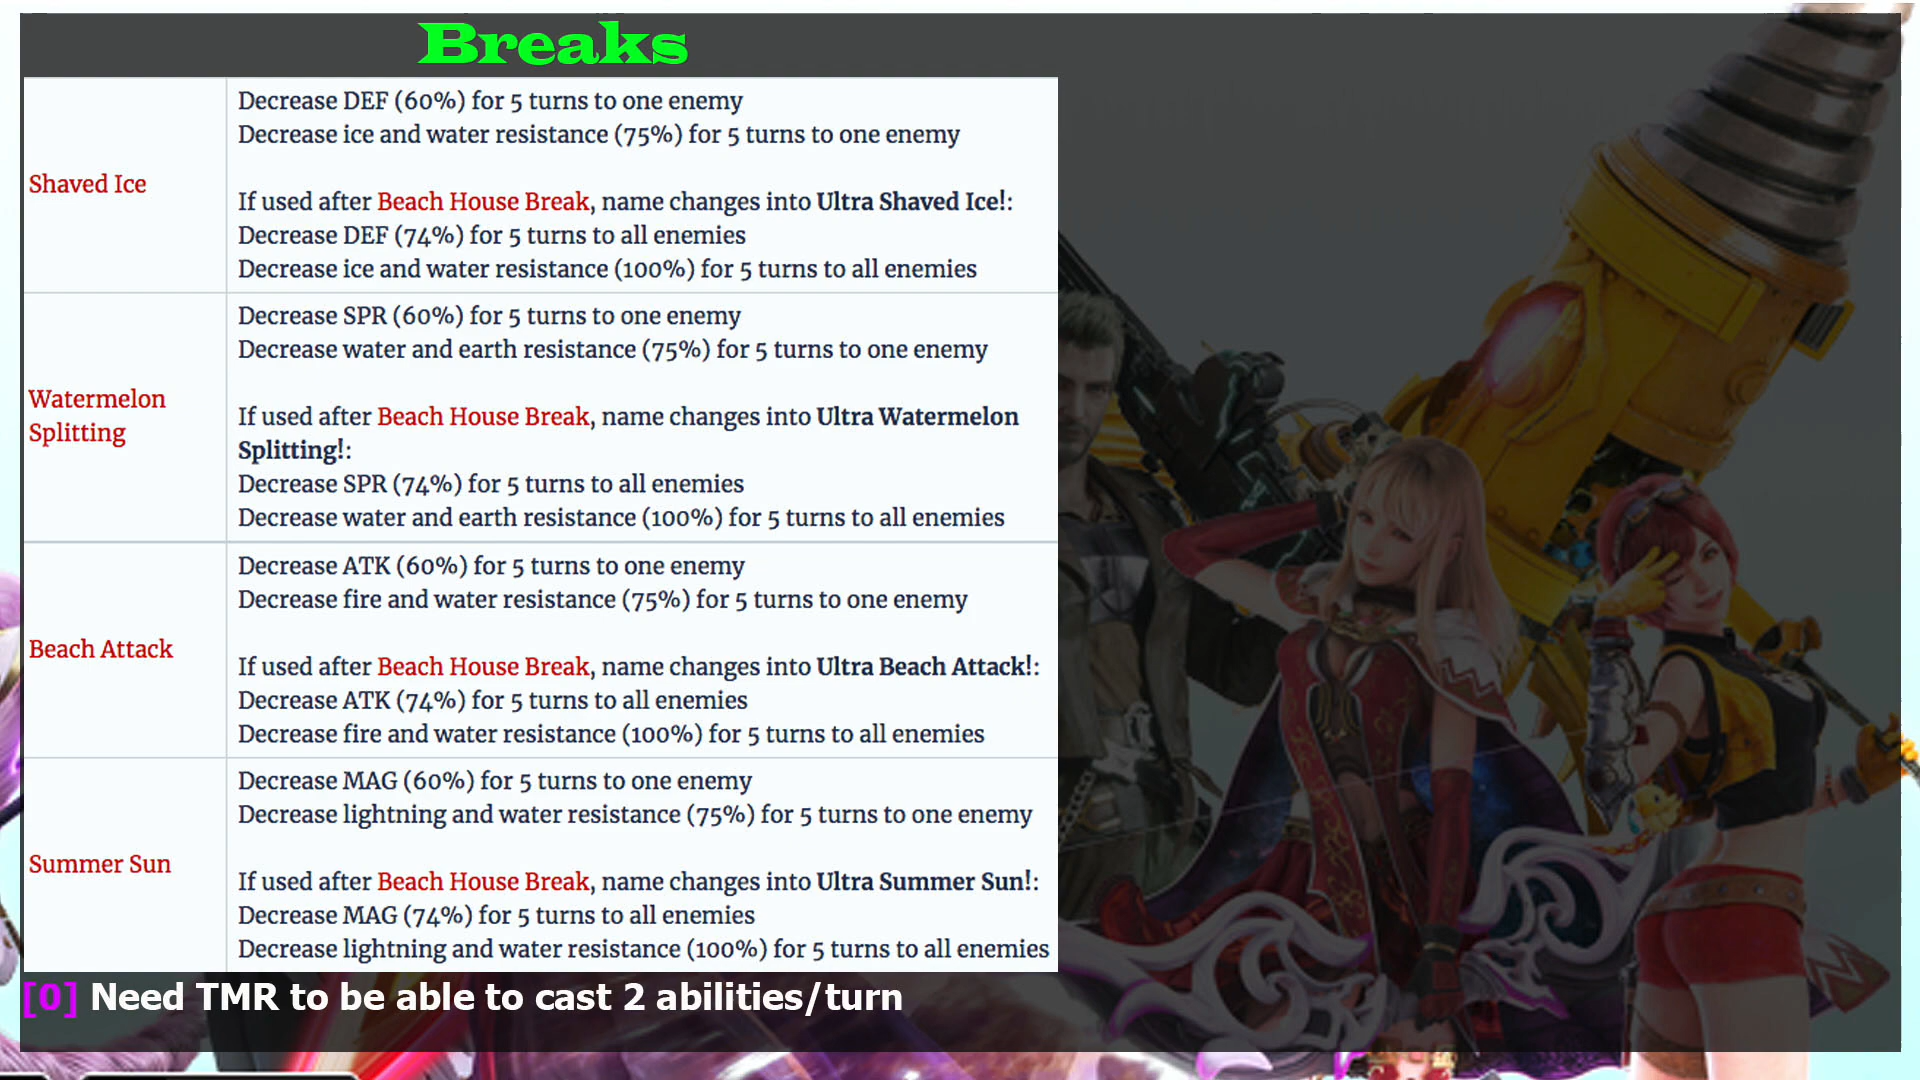 Breaks
Shaved Ice
Decrease DEF (60%) for 5 turns to one enemy
Decrease ice and water resistance (75%) for 5 turns to one enemy
If used after Beach House Break, name changes into Ultra Shaved Ice!:
Decrease DEF (74%) for 5 turns to all enemies
Decrease ice and water resistance (100%) for 5 turns to all enemies
Watermelon
Splitting
Decrease SPR (60%) for 5 turns to one enemy
Decrease water and earth resistance (75%) for 5 turns to one enemy
If used after Beach House Break, name changes into Ultra Watermelon
Splitting!:
Decrease SPR (74%) for 5 turns to all enemies
Decrease water and earth resistance (100%) for 5 turns to all enemies
Beach Attack
Decrease ATK (60%) for 5 turns to one enemy
Decrease fire and water resistance (75%) for 5 turns to one enemy
If used after Beach House Break, name changes into Ultra Beach Attack!:
Decrease ATK (74%) for 5 turns to all enemies
Decrease fire and water resistance (100%) for 5 turns to all enemies
Summer Sun
Decrease MAG (60%) for 5 turns to one enemy
Decrease lightning and water resistance (75%) for 5 turns to one enemy
If used after Beach House Break, name changes into Ultra Summer Sun!:
Decrease MAG (74%) for 5 turns to all enemies
Decrease lightning and water resistance (100%) for 5 turns to all enemies
[0] Need TMR to be able to cast 2 abilities/turn